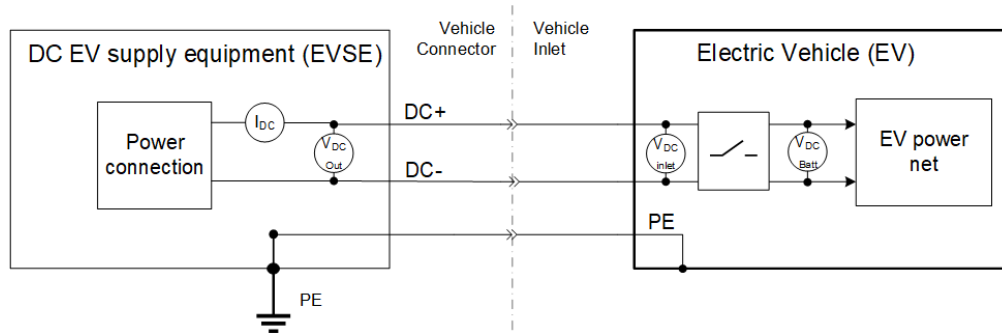 DC EV supply equipment (EVSE)
Vehicle
Connector
Vehicle
Inlet
Electric Vehicle (EV)
Power
connection
IDC
VDC
Out
DC+
DC-
VDC
inlet
VDC
Batt
EV power
net
PE
PE